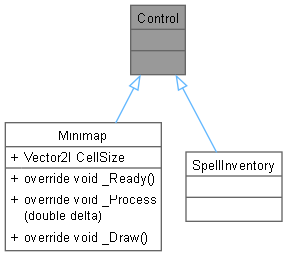 Control
Minimap
+ Vector2I CellSize
+ override void _Ready()
+ override void _Process
(double delta)
+ override void _Draw()
SpellInventory